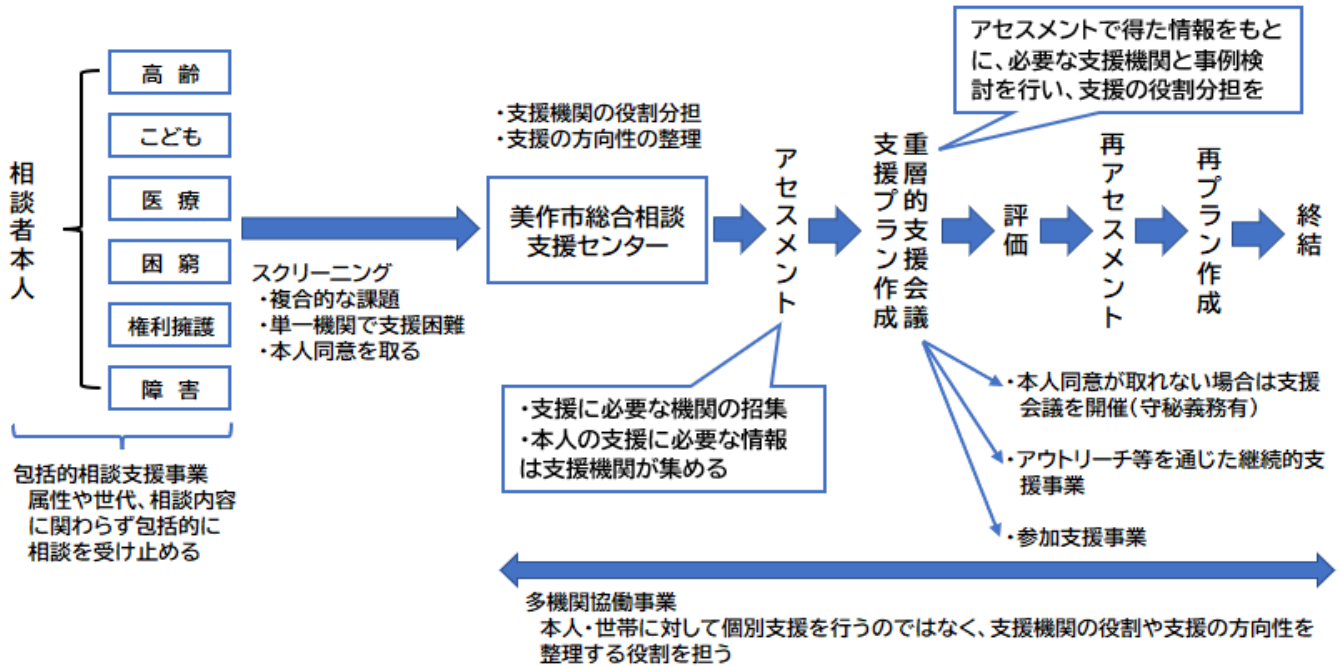 相談者本人
高 齢
こども
医 療
困 窮
権利擁護
障 害
包括的相談支援事業
属性や世代、相談内容
に関わらず包括的に
相談を受け止める
スクリーニング
・複合的な課題
・単一機関で支援困難
・本人同意を取る
・支援機関の役割分担
・支援の方向性の整理
美作市総合相談
支援センター
アセスメント
・支援に必要な機関の招集
・本人の支援に必要な情報
は支援機関が集める
重層的支援会議
支援プラン作成
アセスメントで得た情報をもと
に、必要な支援機関と事例検
討を行い、支援の役割分担を
評価
再アセスメント
再プラン作成
終結
・本人同意が取れない場合は支援
会議を開催(守秘義務有)
・アウトリーチ等を通じた継続的支
援事業
・参加支援事業
多機関協働事業
本人・世帯に対して個別支援を行うのではなく、支援機関の役割や支援の方向性を
整理する役割を担う